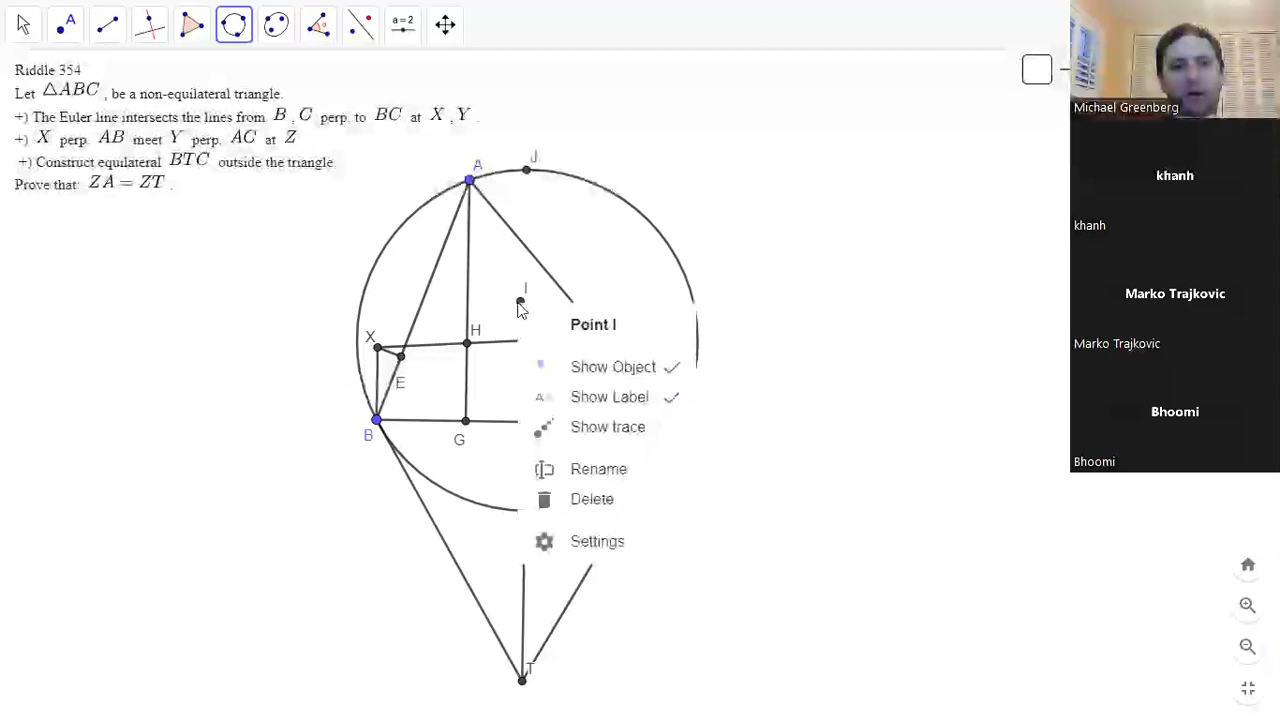 A
a=2
Riddle 354
Let △ABC , be a non-equilateral triangle.
+) The Euler line intersects the lines from B , C perp. to BC at X , Y .
+) X perp. AB meet Y perp. AC at Z
+) Construct equilateral BTC outside the triangle.
Prove that: ZA = ZT .
A
J
I
X
H
E
B
G
T
Point I
Show Object
Show Label
Show trace
Rename
Delete
Settings
Michael Greenberg
khanh
khanh
Marko Trajkovic
Marko Trajkovic
Bhoomi
Bhoomi